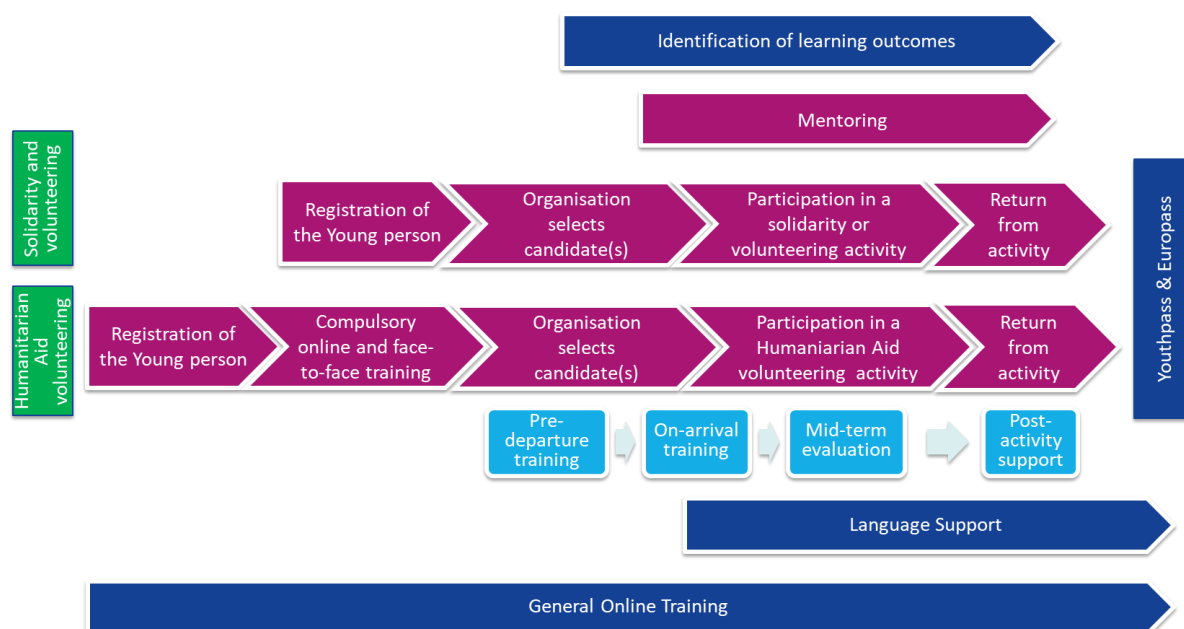 Identification of learning outcomes
Mentoring
Solidarity and
volunteering
Registration of
the Young person
Organisation
selects
candidate(s)
Participation in a
solidarity or
volunteering activity
Return
from
activity
Humanitarian
Aid
volunteering
Registration of
the Young person
Compulsory
online and face-
to-face training
Organisation
selects
candidate(s)
Participation in a
Humaniarian Aid
volunteering activity
Return
from
activity
Youthpass & Europass
Pre-
departure
training
On-arrival
training
Mid-term
evaluation
Post-
activity
support
Language Support
General Online Training